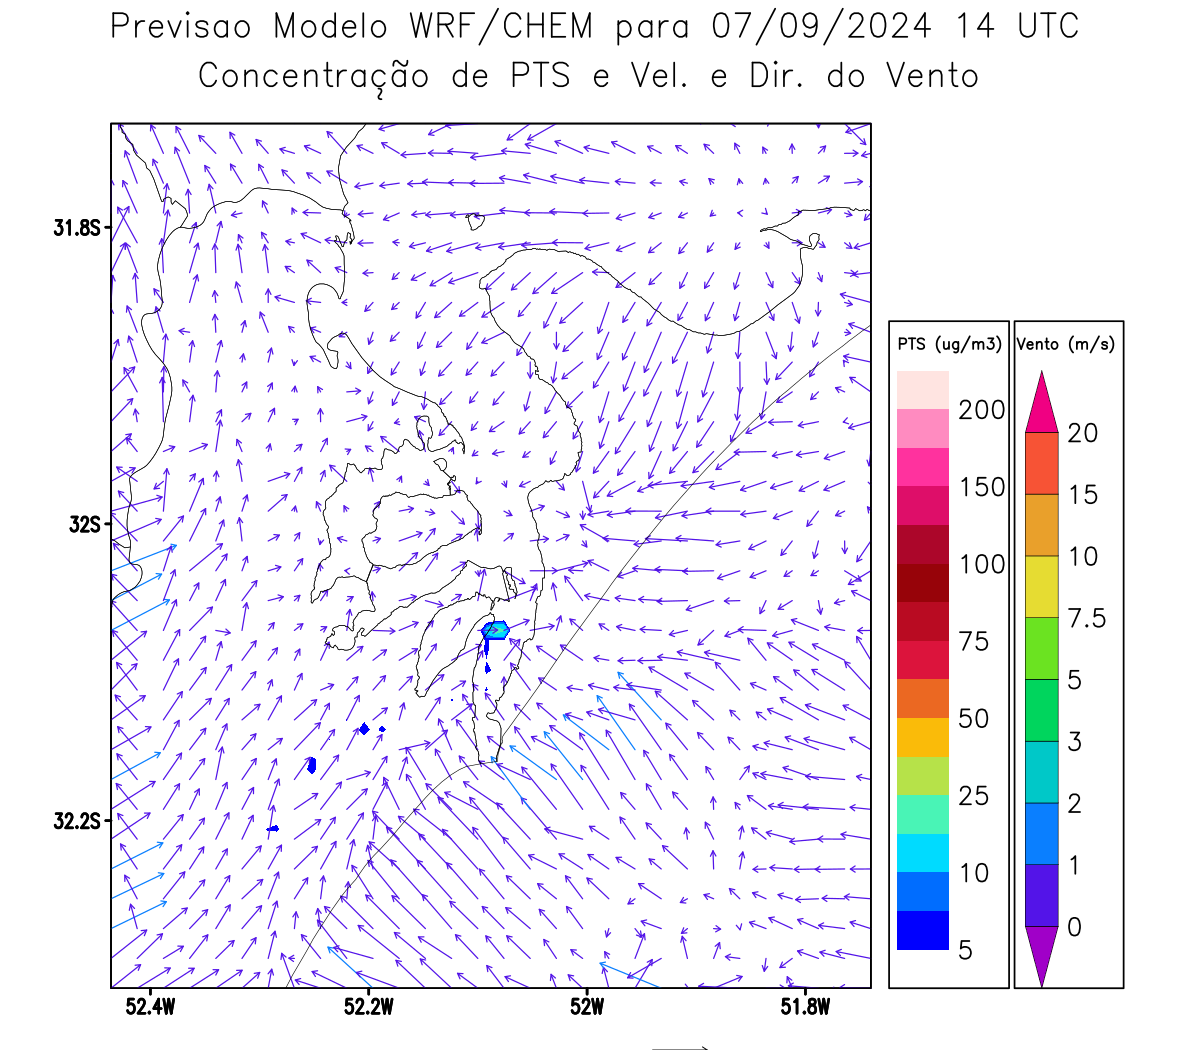 Previsao Modelo WRF/CHEM para 07/09/2024 14 UTC
Concentração de PTS e Vel. e Dir. do Vento
PTS (ug/m3)
200
150
100
75
50
25
10
5
Vento (m/s)
20
15
10
7.5
5
3
2
1
0
31.8S
32S
32.2S
52.4W
52.2W
52W
51.8W